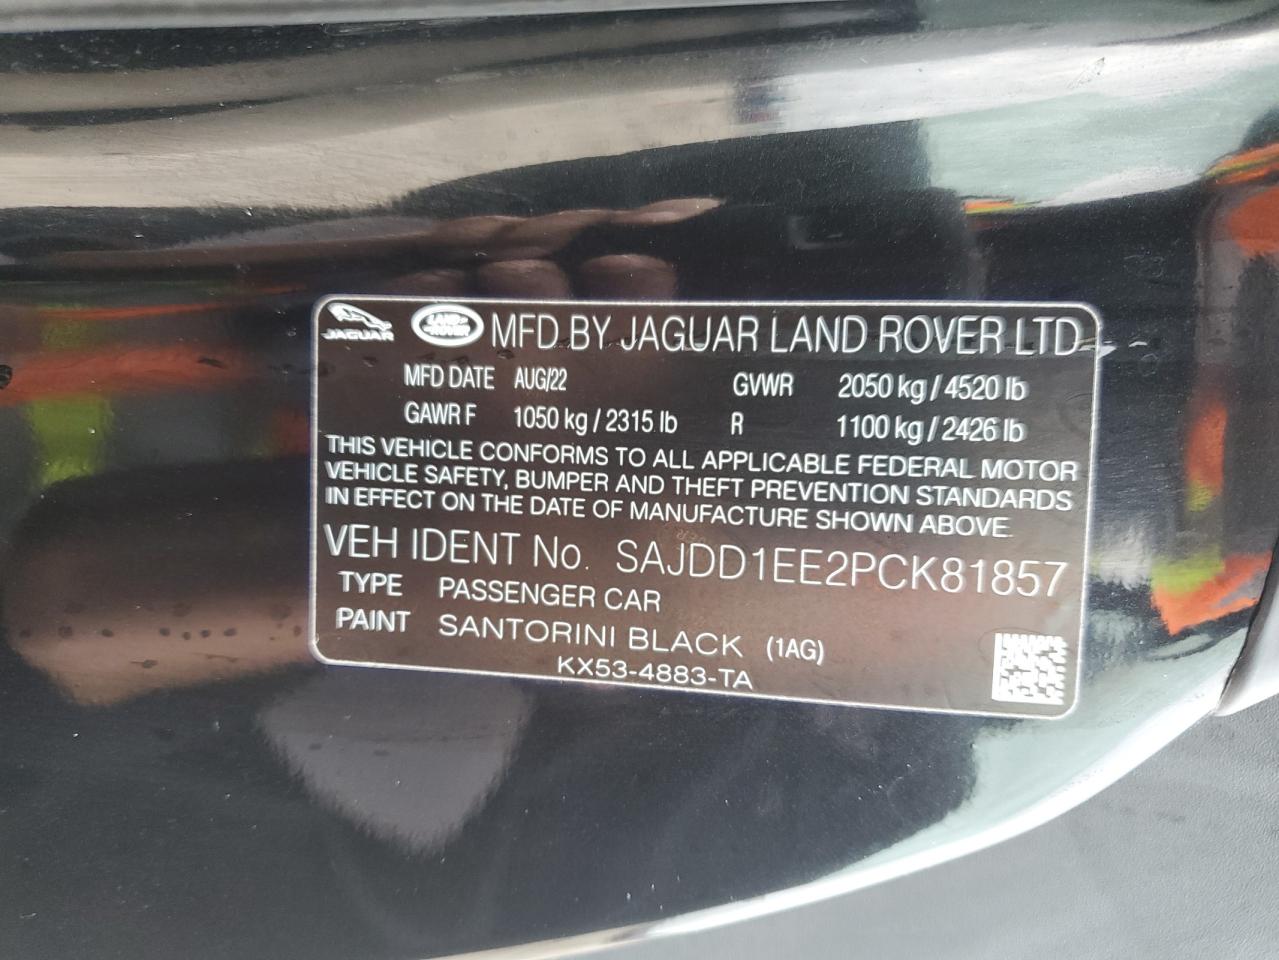 JAGUAR LAND ROVER MFD. BY JAGUAR LAND ROVER LTD
MFD DATE AUG/22 GVWR 2050 kg / 4520 lb
GAWR F 1050 kg / 2315 lb R 1100 kg / 2426 lb
THIS VEHICLE CONFORMS TO ALL APPLICABLE FEDERAL MOTOR
VEHICLE SAFETY, BUMPER AND THEFT PREVENTION STANDARDS
IN EFFECT ON THE DATE OF MANUFACTURE SHOWN ABOVE.
VEH IDENT No. SAJDD1EE2PCK81857
TYPE PASSENGER CAR
PAINT SANTORINI BLACK (1AG)
KX53-4883-TA